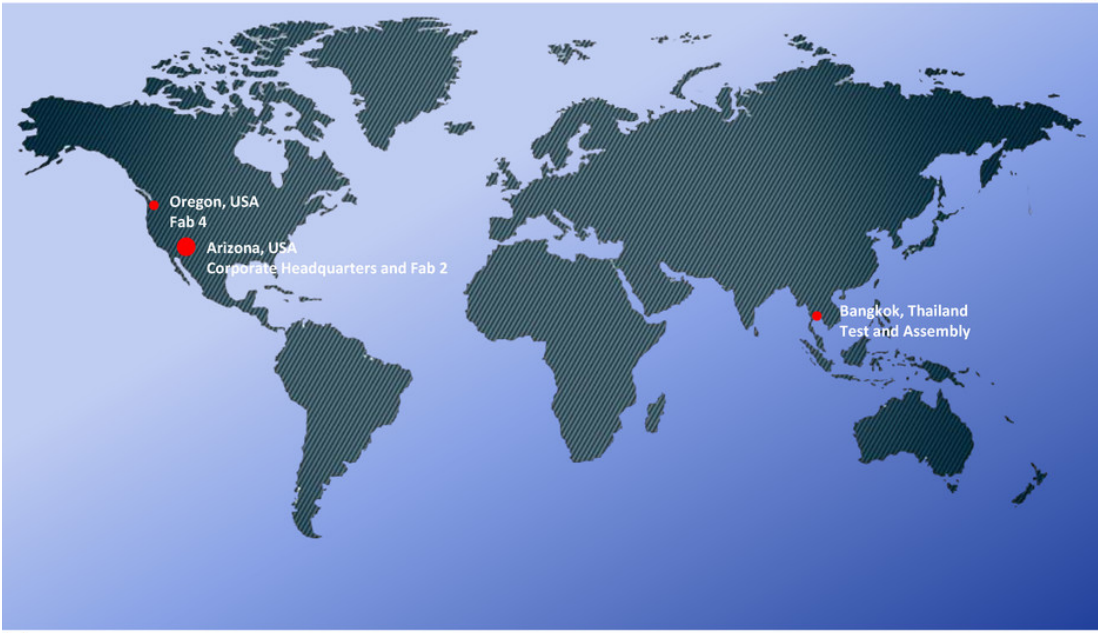 Oregon, USA
Fab 4
Arizona, USA
Corporate Headquarters and Fab 2
Bangkok, Thailand
Test and Assembly